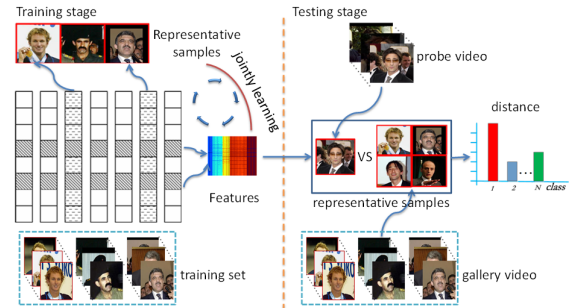 Training stage
Testing stage
Representative
samples
jointly learning
probe video
distance
VS
Features
representative samples
1 2 ... N class
training set
gallery video